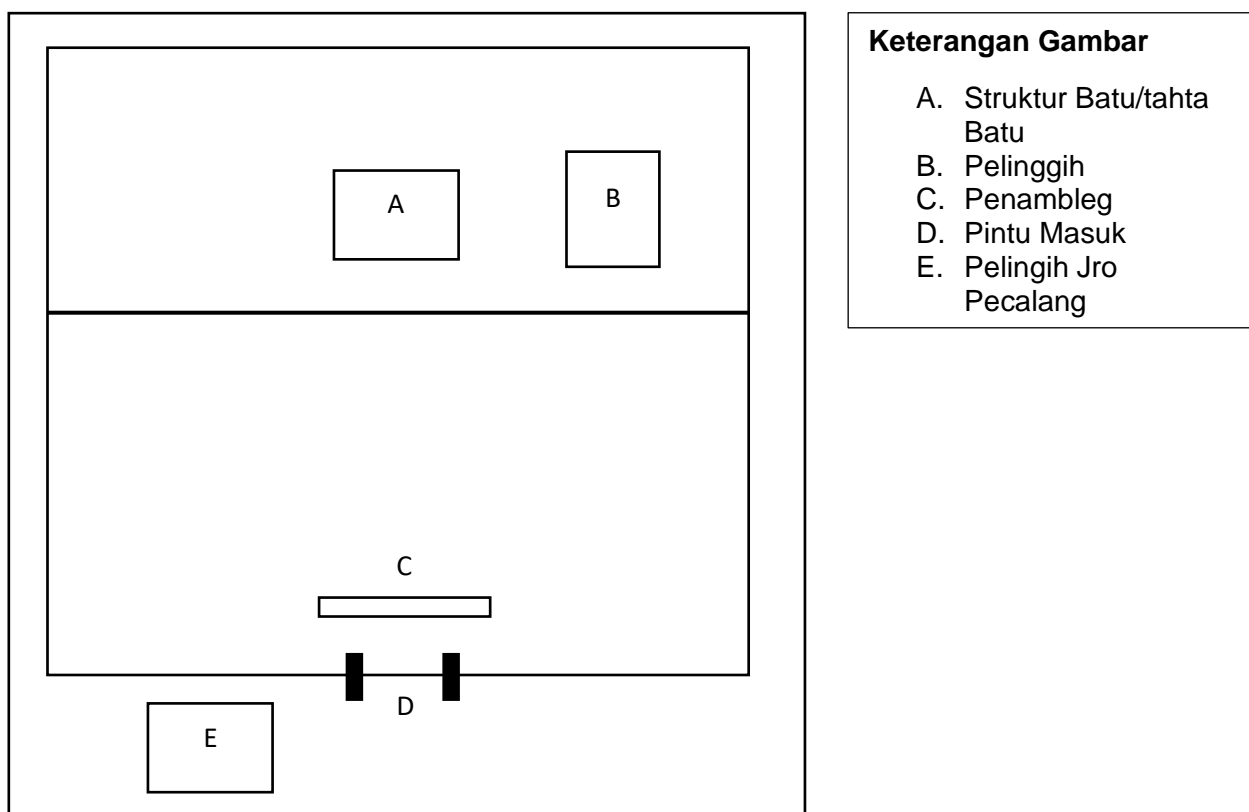 A
B
C
D
E
Keterangan Gambar
A. Struktur Batu/tahta
Batu
B. Pelinggih
C. Penambleg
D. Pintu Masuk
E. Pelingih Jro
Pecalang